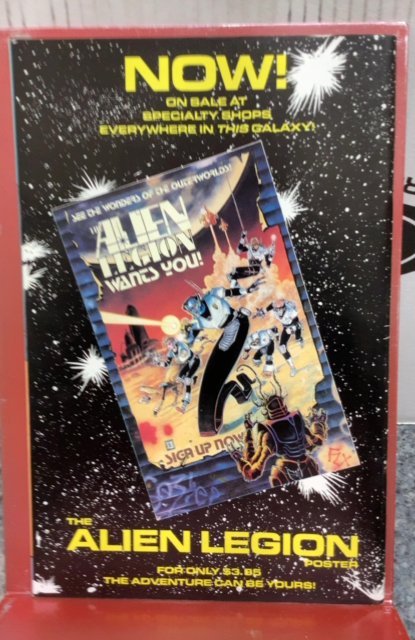 NOW!
ON SALE AT
SPECIALTY SHOPS
EVERYWHERE IN THIS GALAXY!
SEE THE WONDERS OF THE OUTERWORLDS!
THE
ALIEN
LEGION
WANTS YOU!
SIGN UP NOW
THE
ALIEN LEGION
POSTER
FOR ONLY $3.95
THE ADVENTURE CAN BE YOURS!